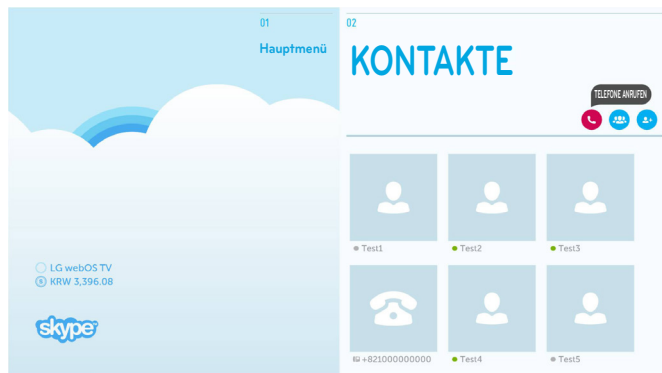 01
Hauptmenü
LG webOS TV
KRW 3,396.08
skype
02
KONTAKTE
TELEFONE ANRUFEN
Test1
Test2
Test3
+821000000000
Test4
Test5